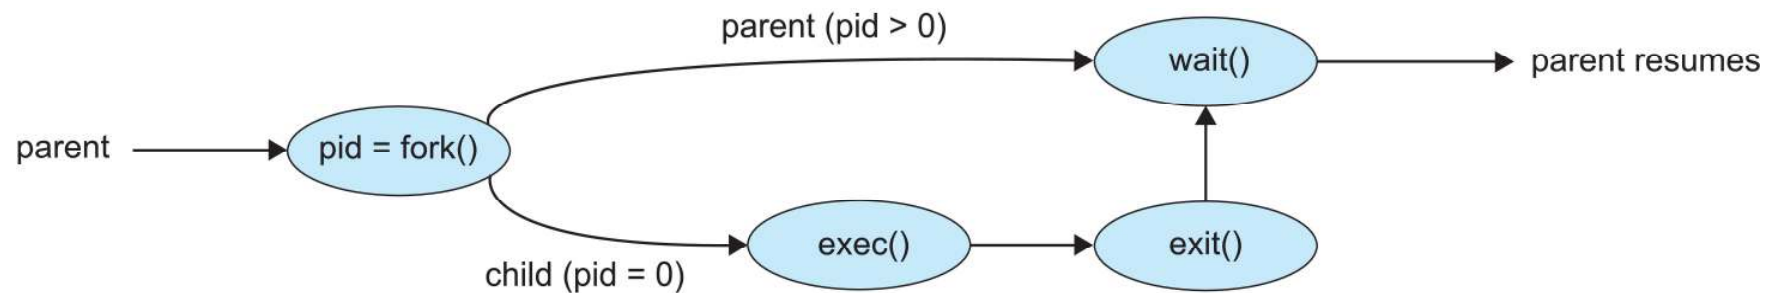 parent (pid > 0)
wait()
parent resumes
parent
pid = fork()
exec()
exit()
child (pid = 0)